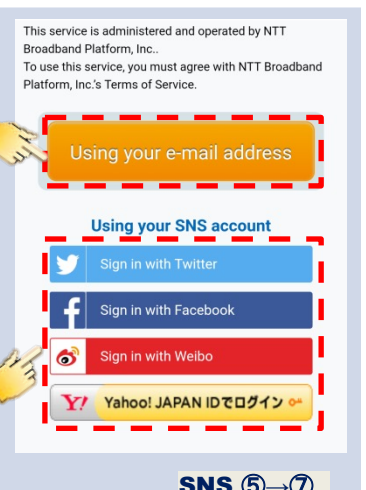 This service is administered and operated by NTT
Broadband Platform, Inc..
To use this service, you must agree with NTT Broadband
Platform, Inc.'s Terms of Service.
Using your e-mail address
Using your SNS account
Sign in with Twitter
Sign in with Facebook
Sign in with Weibo
Y! Yahoo! JAPAN IDでログイン
SNS ⑤→⑦